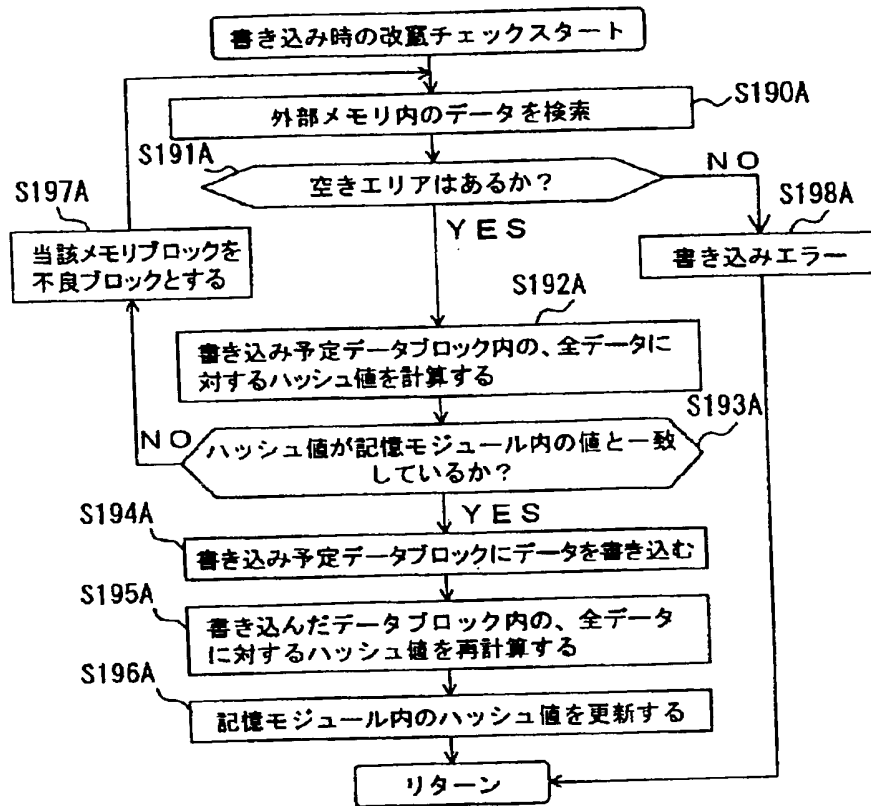 書き込み時の改竄チェックスタート
外部メモリ内のデータを検索
S190A
S191A
空きエリアはあるか?
NO
S197A
当該メモリブロックを
不良ブロックとする
YES
S198A
書き込みエラー
S192A
書き込み予定データブロック内の、全データに
対するハッシュ値を計算する
S193A
NO
ハッシュ値が記憶モジュール内の値と一致
しているか?
YES
S194A
書き込み予定データブロックにデータを書き込む
S195A
書き込んだデータブロック内の、全データ
に対するハッシュ値を再計算する
S196A
記憶モジュール内のハッシュ値を更新する
リターン